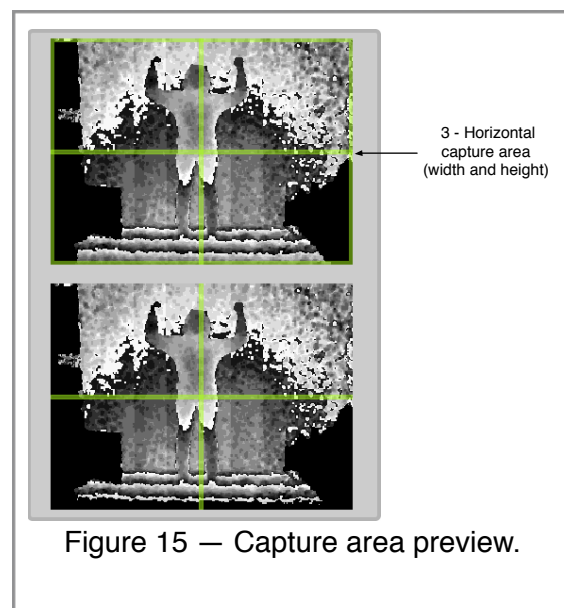 3 - Horizontal
capture area
(width and height)
Figure 15 — Capture area preview.